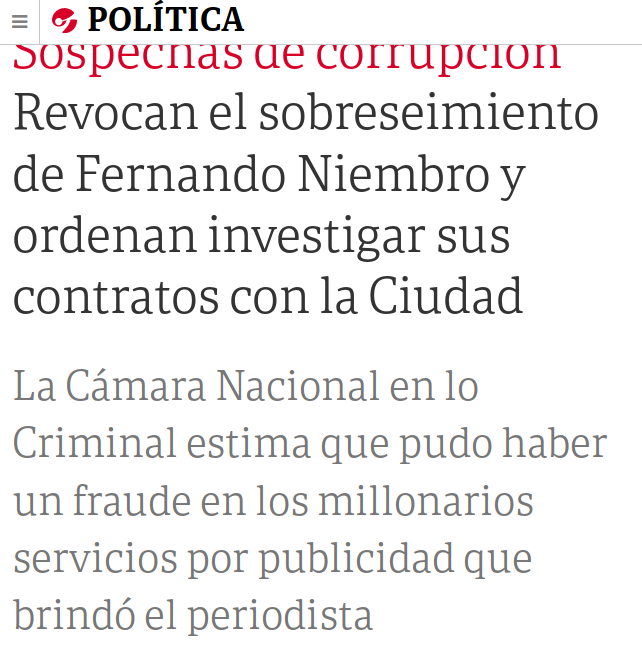 POLÍTICA
Sospechas de corrupción
Revocan el sobreseimiento
de Fernando Niembro y
ordenan investigar sus
contratos con la Ciudad
La Cámara Nacional en lo
Criminal estima que pudo haber
un fraude en los millonarios
servicios por publicidad que
brindó el periodista